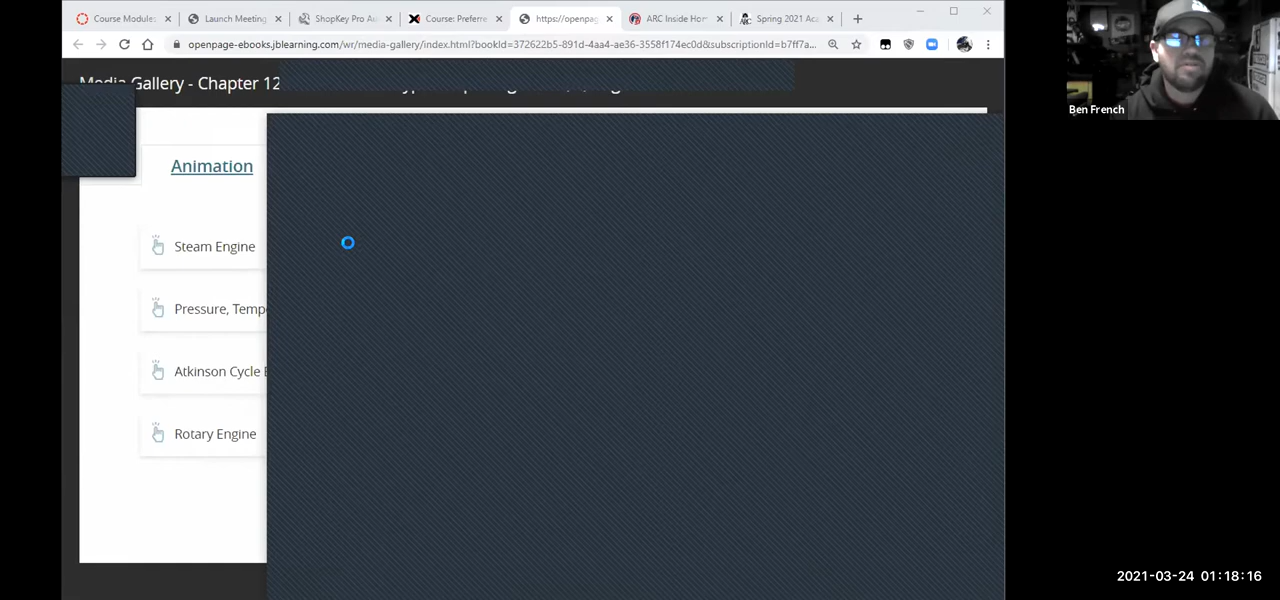 Course Modules
Launch Meeting
ShopKey Pro Au
Course: Preferre
https://openpag
ARC Inside Hom
Spring 2021 Aca
openpage-ebooks.jblearning.com/wr/media-gallery/index.html?bookId=372622b5-891d-4aa4-ae36-3558f174ec0d&subscriptionId=b7ff7a...
Media Gallery - Chapter 12
Animation
Steam Engine
Pressure, Temp
Atkinson Cycle
Rotary Engine
Ben French
2021-03-24 01:18:16